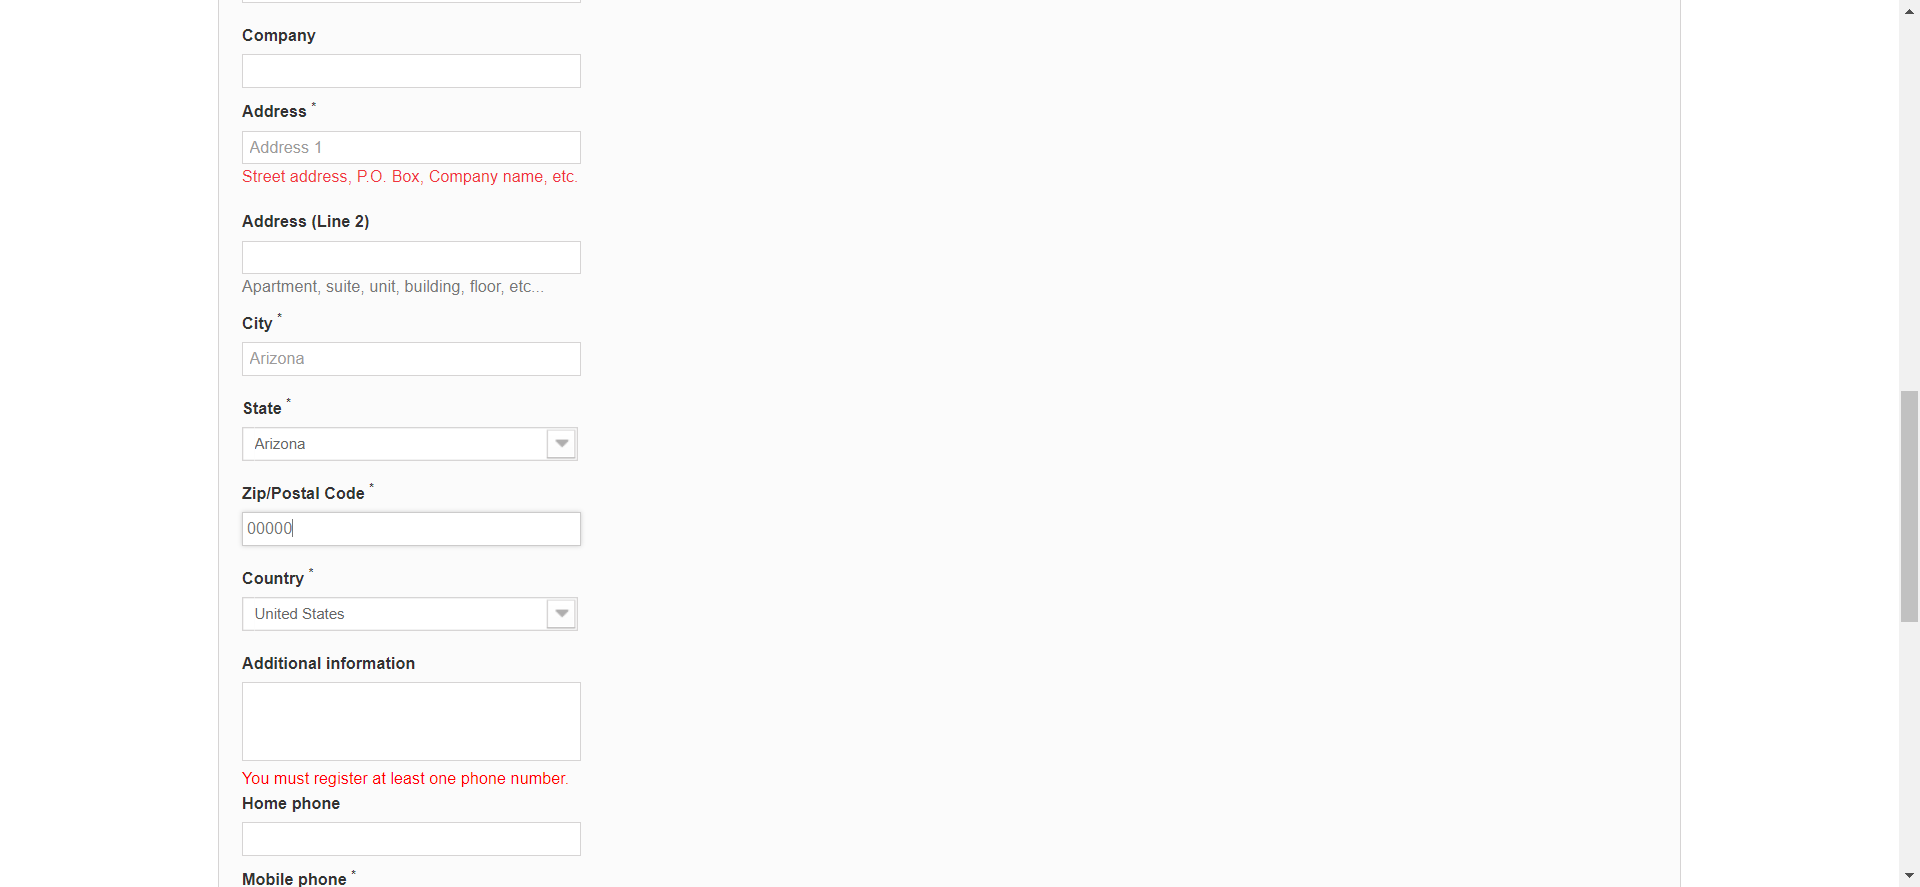 Company
Address *
Address 1
Street address, P.O. Box, Company name, etc.
Address (Line 2)
Apartment, suite, unit, building, floor, etc...
City *
Arizona
State *
Arizona
Zip/Postal Code *
00000
Country *
United States
Additional information
You must register at least one phone number.
Home phone
Mobile phone *